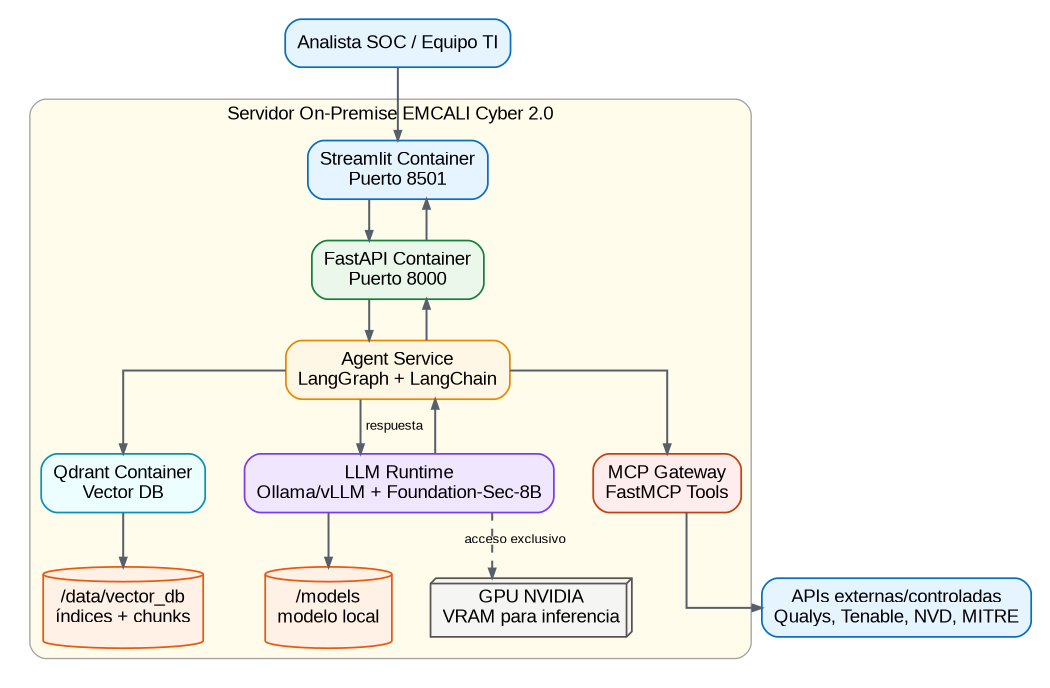 Analista SOC / Equipo TI
Servidor On-Premise EMCALI Cyber 2.0
Streamlit Container
Puerto 8501
FastAPI Container
Puerto 8000
Agent Service
LangGraph + LangChain
respuesta
Qdrant Container
Vector DB
LLM Runtime
Ollama/vLLM + Foundation-Sec-8B
MCP Gateway
FastMCP Tools
acceso exclusivo
/data/vector_db
índices + chunks
/models
modelo local
GPU NVIDIA
VRAM para inferencia
APIs externas/controladas
Qualys, Tenable, NVD, MITRE